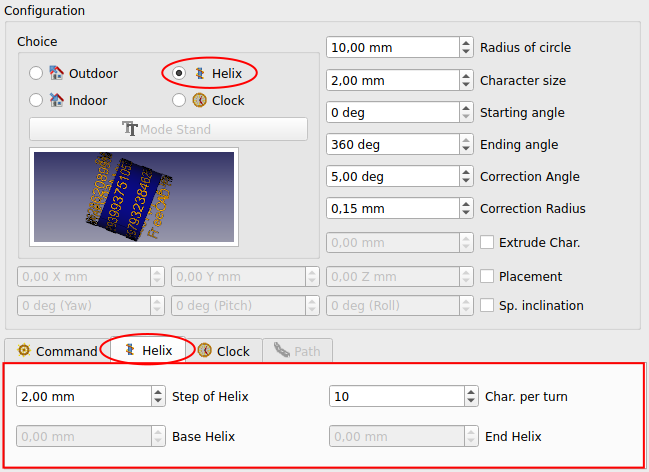 Configuration
Choice
Outdoor
Helix
Indoor
Clock
Mode Stand
10,00 mm Radius of circle
2,00 mm Character size
0 deg Starting angle
360 deg Ending angle
5,00 deg Correction Angle
0,15 mm Correction Radius
0,00 mm Extrude Char.
0,00 X mm 0,00 Y mm 0,00 Z mm Placement
0 deg (Yaw) 0 deg (Pitch) 0 deg (Roll) Sp. inclination
Command Helix Clock Path
2,00 mm Step of Helix 10 Char. per turn
0,00 mm Base Helix 0,00 mm End Helix